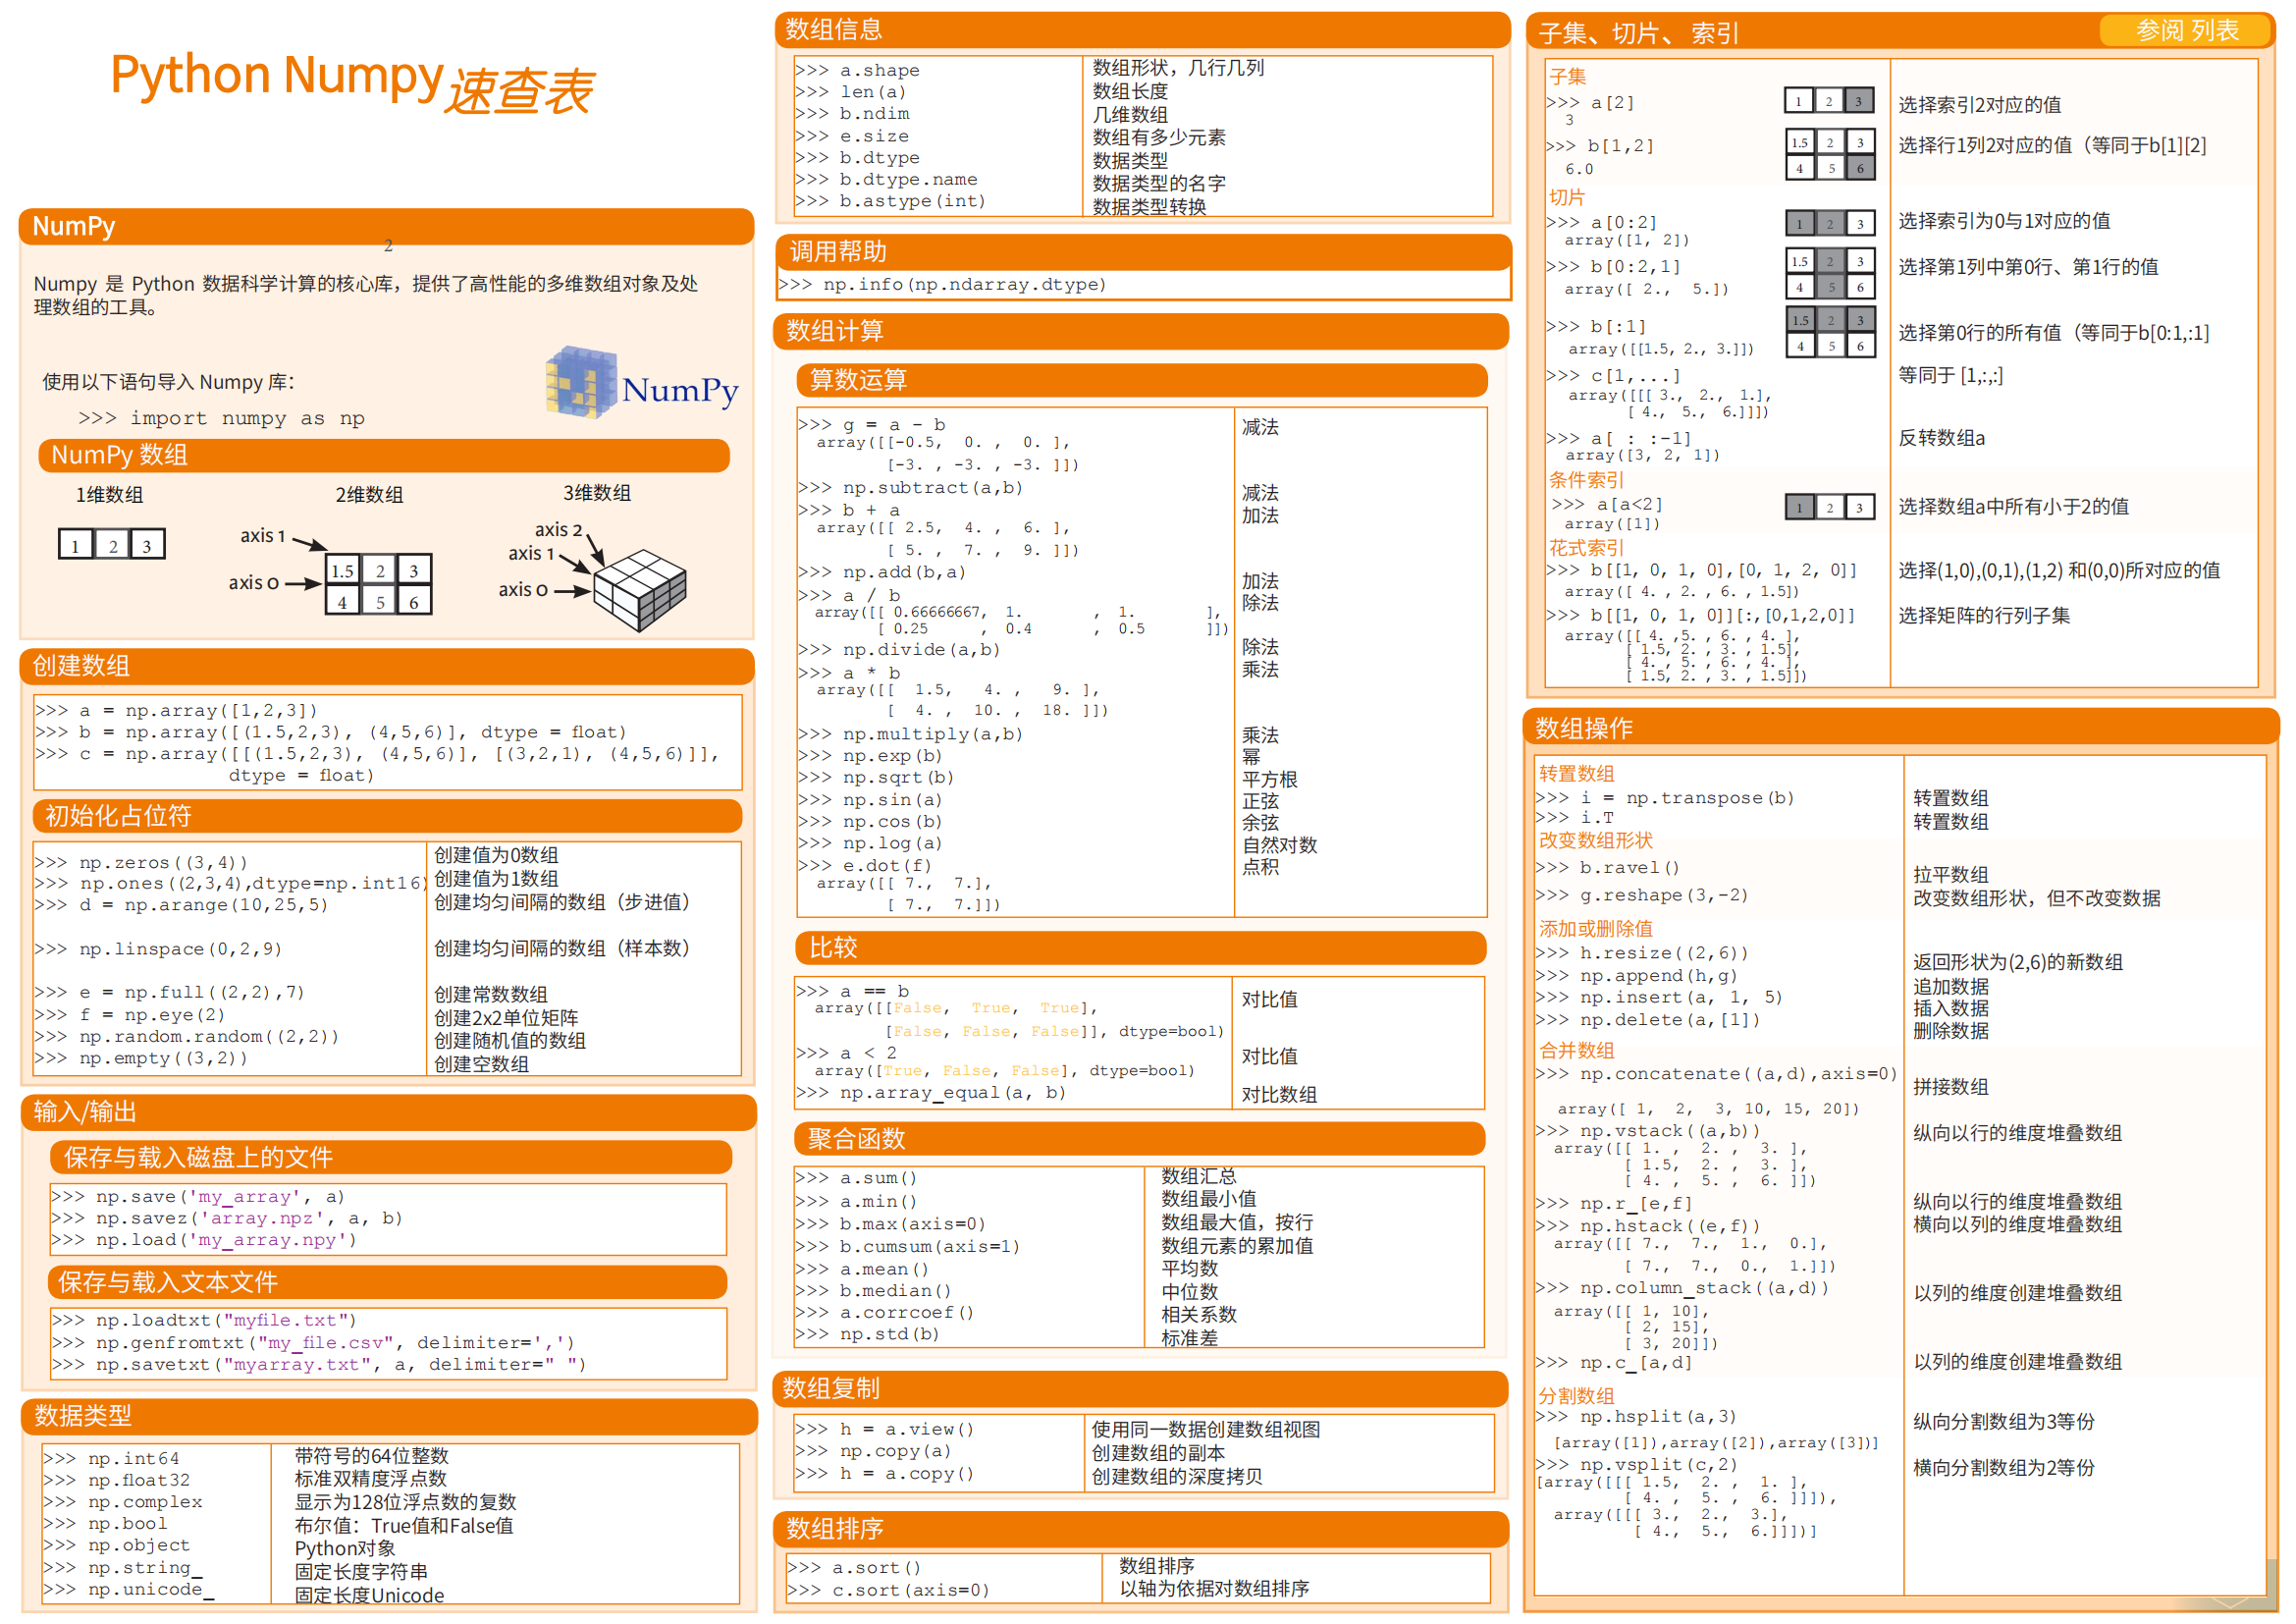 Python Numpy速查表
NumPy
2
Numpy 是 Python 数据科学计算的核心库，提供了高性能的多维数组对象及处
理数组的工具。
使用以下语句导入 Numpy 库：
>>> import numpy as np
NumPy
NumPy 数组
1维数组 2维数组 3维数组
1 2 3
axis 1
axis 0
1.5 2 3
4 5 6
axis 2
axis 1
axis 0
创建数组
>>> a = np.array([1,2,3])
>>> b = np.array([(1.5,2,3), (4,5,6)], dtype = float)
>>> c = np.array([[(1.5,2,3), (4,5,6)], [(3,2,1), (4,5,6)]],
dtype = float)
初始化占位符
>>> np.zeros((3,4)) 创建值为0数组
>>> np.ones((2,3,4),dtype=np.int16) 创建值为1数组
>>> d = np.arange(10,25,5) 创建均匀间隔的数组（步进值）
>>> np.linspace(0,2,9) 创建均匀间隔的数组（样本数）
>>> e = np.full((2,2),7) 创建常数数组
>>> f = np.eye(2) 创建2x2单位矩阵
>>> np.random.random((2,2)) 创建随机值的数组
>>> np.empty((3,2)) 创建空数组
输入/输出
保存与载入磁盘上的文件
>>> np.save('my_array', a)
>>> np.savez('array.npz', a, b)
>>> np.load('my_array.npy')
保存与载入文本文件
>>> np.loadtxt("myfile.txt")
>>> np.genfromtxt("my_file.csv", delimiter=',')
>>> np.savetxt("myarray.txt", a, delimiter=" ")
数据类型
>>> np.int64 带符号的64位整数
>>> np.float32 标准双精度浮点数
>>> np.complex 显示为128位浮点数的复数
>>> np.bool 布尔值：True值和False值
>>> np.object Python对象
>>> np.string_ 固定长度字符串
>>> np.unicode_ 固定长度Unicode
数组信息
>>> a.shape 数组形状，几行几列
>>> len(a) 数组长度
>>> b.ndim 几维数组
>>> e.size 数组有多少元素
>>> b.dtype 数据类型
>>> b.dtype.name 数据类型的名字
>>> b.astype(int) 数据类型转换
调用帮助
>>> np.info(np.ndarray.dtype)
数组计算
算数运算
>>> g = a - b 减法
array([[-0.5, 0. , 0. ],
[-3. , -3. , -3. ]])
>>> np.subtract(a,b) 减法
>>> b + a 加法
array([[ 2.5, 4. , 6. ],
[ 5. , 7. , 9. ]])
>>> np.add(b,a) 加法
>>> a / b 除法
array([[ 0.66666667, 1. , 1. ],
[ 0.25 , 0.4 , 0.5 ]])
>>> np.divide(a,b) 除法
>>> a * b 乘法
array([[ 1.5, 4. , 9. ],
[ 4. , 10. , 18. ]])
>>> np.multiply(a,b) 乘法
>>> np.exp(b) 幂
>>> np.sqrt(b) 平方根
>>> np.sin(a) 正弦
>>> np.cos(b) 余弦
>>> np.log(a) 自然对数
>>> e.dot(f) 点积
array([[ 7., 7.],
[ 7., 7.]])
比较
>>> a == b 对比值
array([[False, True, True],
[False, False, False]], dtype=bool)
>>> a < 2 对比值
array([True, False, False], dtype=bool)
>>> np.array_equal(a, b) 对比数组
聚合函数
>>> a.sum() 数组汇总
>>> a.min() 数组最小值
>>> b.max(axis=0) 数组最大值，按行
>>> b.cumsum(axis=1) 数组元素的累加值
>>> a.mean() 平均数
>>> b.median() 中位数
>>> a.corrcoef() 相关系数
>>> np.std(b) 标准差
数组复制
>>> h = a.view() 使用同一数据创建数组视图
>>> np.copy(a) 创建数组的副本
>>> h = a.copy() 创建数组的深度拷贝
数组排序
>>> a.sort() 数组排序
>>> c.sort(axis=0) 以轴为依据对数组排序
子集、切片、 索引 参阅 列表
子集
>>> a[2] 1 2 3 选择索引2对应的值
3
>>> b[1,2] 1.5 2 3 选择行1列2对应的值（等同于b[1][2]
6.0 4 5 6
切片
>>> a[0:2] 1 2 3 选择索引为0与1对应的值
array([1, 2])
>>> b[0:2,1] 1.5 2 3 选择第1列中第0行、第1行的值
array([ 2., 5.]) 4 5 6
>>> b[:1] 1.5 2 3 选择第0行的所有值（等同于b[0:1,:1]
array([[1.5, 2., 3.]]) 4 5 6
>>> c[1,...] 等同于 [1,:,:]
array([[[ 3., 2., 1.],
[ 4., 5., 6.]]])
>>> a[ : :-1] 反转数组a
array([3, 2, 1])
条件索引
>>> a[a<2] 1 2 3 选择数组a中所有小于2的值
array([1])
花式索引
>>> b[[1, 0, 1, 0],[0, 1, 2, 0]] 选择(1,0),(0,1),(1,2) 和(0,0)所对应的值
array([ 4. , 2. , 6. , 1.5])
>>> b[[1, 0, 1, 0]][:,[0,1,2,0]] 选择矩阵的行列子集
array([[ 4. ,5. , 6. , 4. ],
[ 1.5, 2. , 3. , 1.5],
[ 4. , 5. , 6. , 4. ],
[ 1.5, 2. , 3. , 1.5]])
数组操作
转置数组
>>> i = np.transpose(b) 转置数组
>>> i.T 转置数组
改变数组形状
>>> b.ravel() 拉平数组
>>> g.reshape(3,-2) 改变数组形状，但不改变数据
添加或删除值
>>> h.resize((2,6)) 返回形状为(2,6)的新数组
>>> np.append(h,g) 追加数据
>>> np.insert(a, 1, 5) 插入数据
>>> np.delete(a,[1]) 删除数据
合并数组
>>> np.concatenate((a,d),axis=0) 拼接数组
array([ 1, 2, 3, 10, 15, 20])
>>> np.vstack((a,b)) 纵向以行的维度堆叠数组
array([[ 1. , 2. , 3. ],
[ 1.5, 2. , 3. ],
[ 4. , 5. , 6. ]])
>>> np.r_[e,f] 纵向以行的维度堆叠数组
>>> np.hstack((e,f)) 横向以列的维度堆叠数组
array([[ 7., 7., 1., 0.],
[ 7., 7., 0., 1.]])
>>> np.column_stack((a,d)) 以列的维度创建堆叠数组
array([[ 1, 10],
[ 2, 15],
[ 3, 20]])
>>> np.c_[a,d] 以列的维度创建堆叠数组
分割数组
>>> np.hsplit(a,3) 纵向分割数组为3等份
[array([1]),array([2]),array([3])]
>>> np.vsplit(c,2) 横向分割数组为2等份
[array([[[ 1.5, 2. , 1. ],
[ 4. , 5. , 6. ]]]),
array([[[ 3., 2., 3.],
[ 4., 5., 6.]]])]